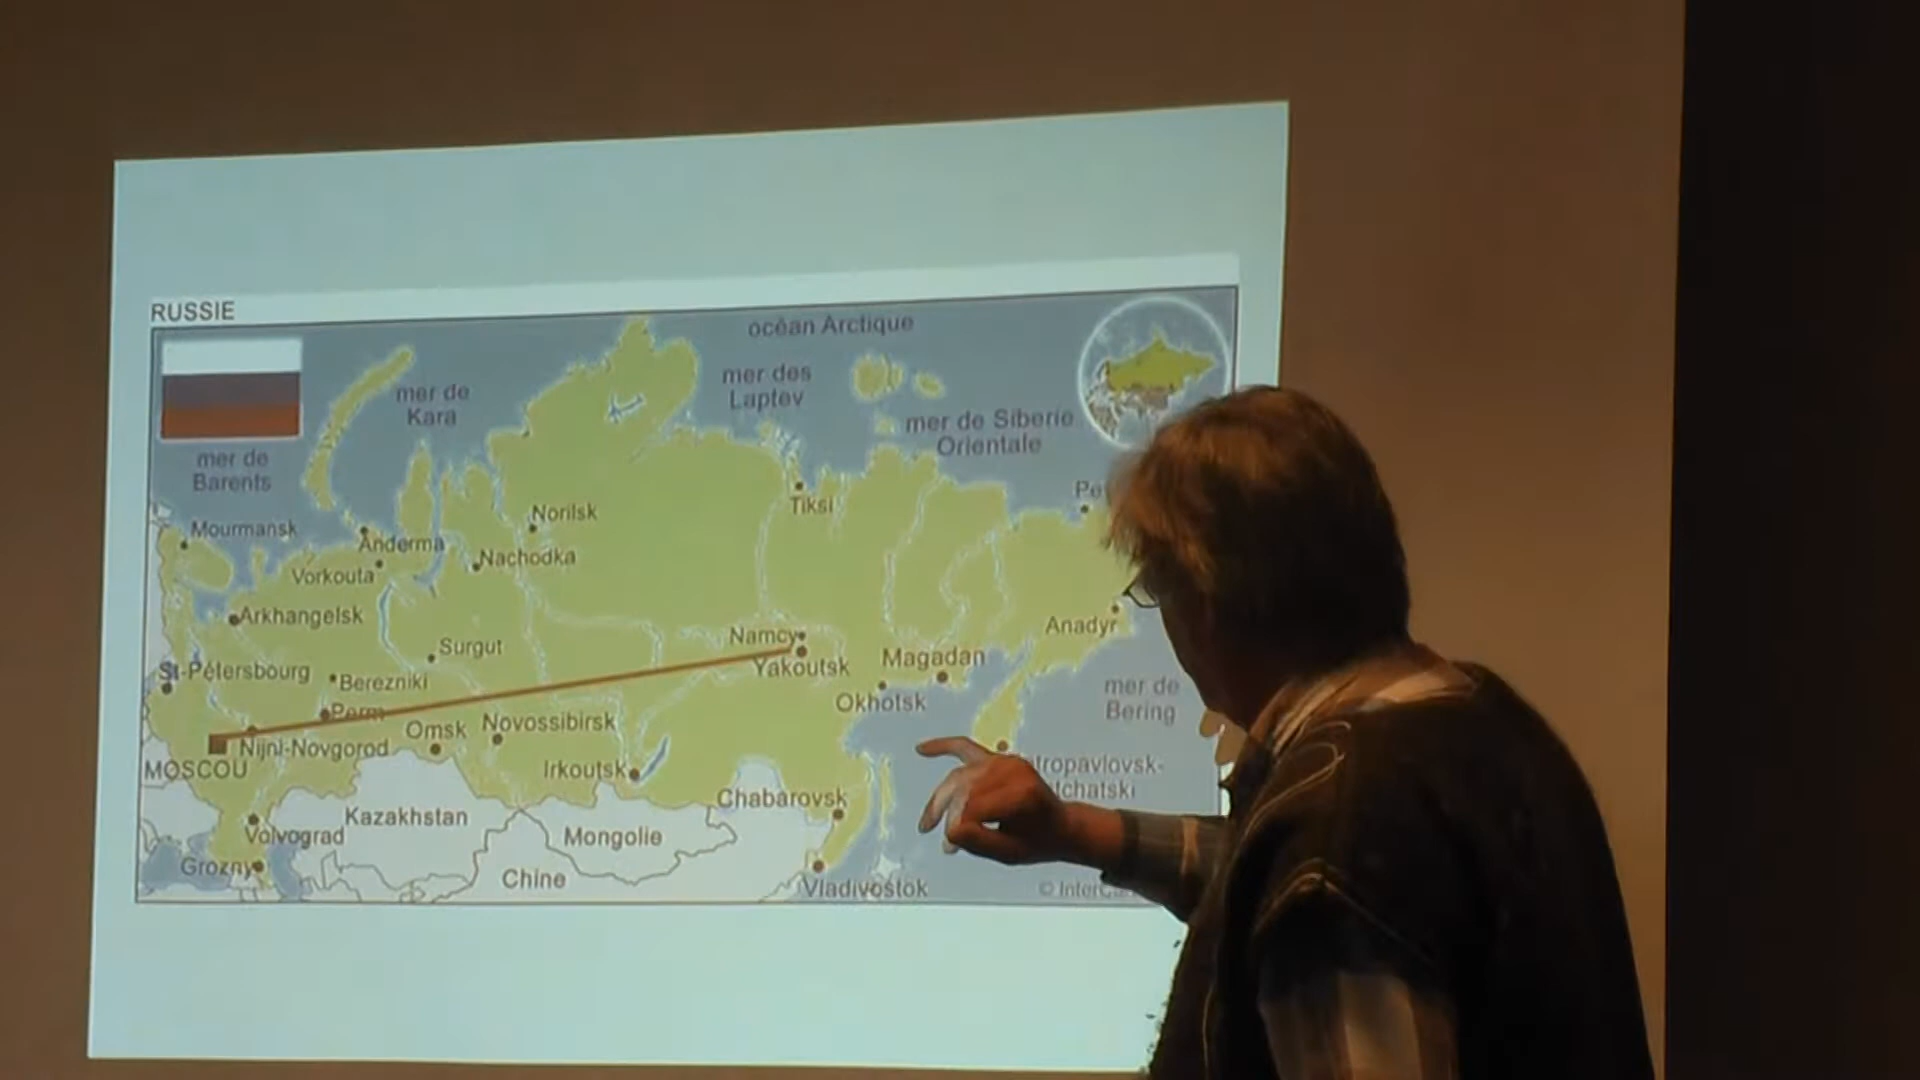 RUSSIE
océan Arctique
mer des
Laptev
mer de
Kara
mer de Siberie
Orientale
mer de
Barents
Mourmansk
Norilsk
Tiksi
Anderma
Nachodka
Vorkouta
Arkhangelsk
Anadyr
Surgut
Namcy
Yakoutsk
Magadan
St-Pétersbourg
Berezniki
Okhotsk
mer de
Bering
Perm
Omsk
Novossibirsk
Nijni-Novgorod
MOSCOU
Irkoutsk
Chabarovsk
Kazakhstan
Mongolie
Volvograd
Grozny
Chine
Vladivostok